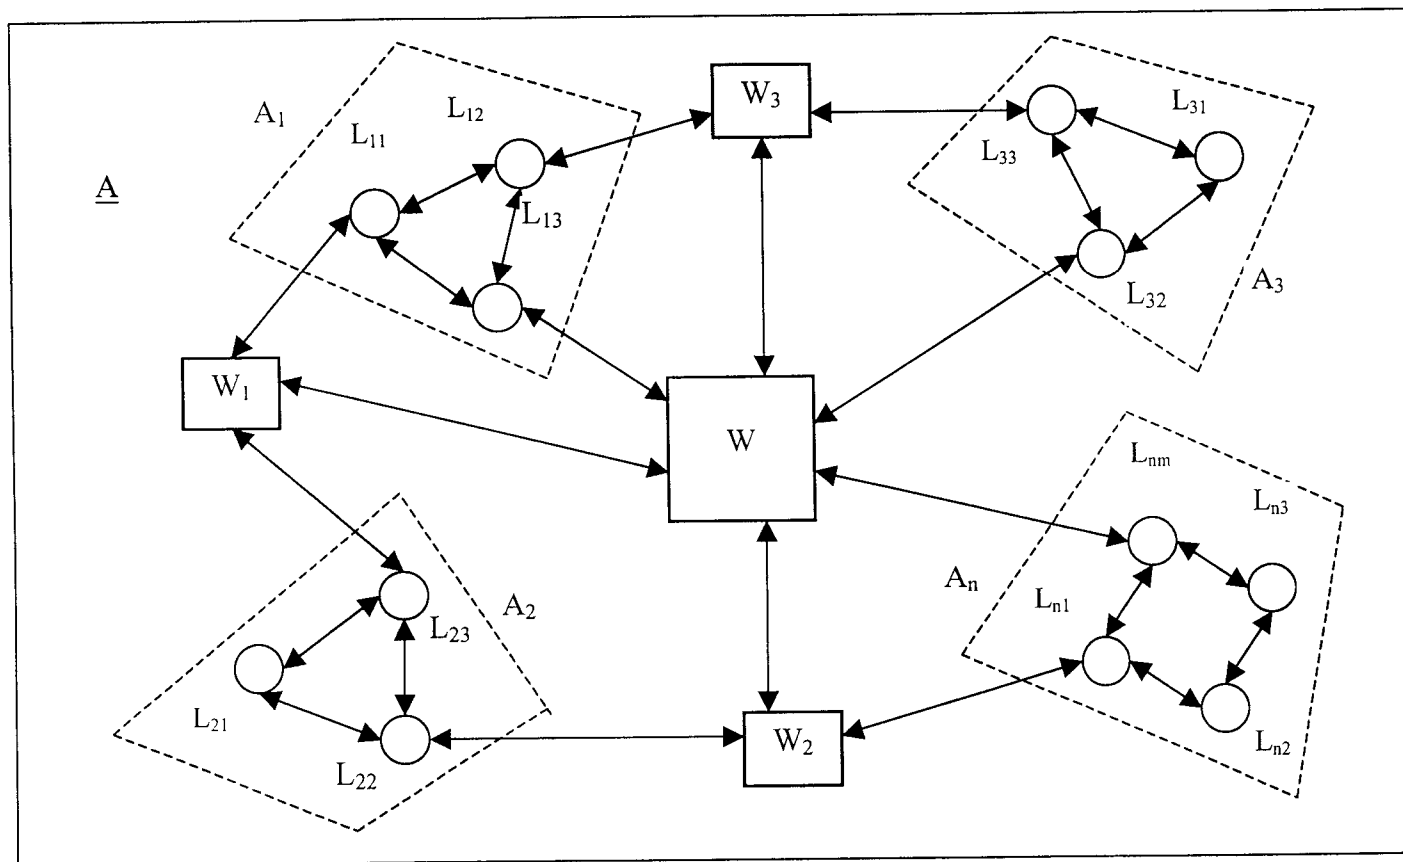 A₁
L₁₂
L₁₁
W₃
L₃₁
L₃₃
A
L₁₃
A₃
L₃₂
W₁
W
Lₙₘ
Lₙ₃
Aₙ
Lₙ₁
A₂
L₂₃
L₂₁
W₂
Lₙ₂
L₂₂